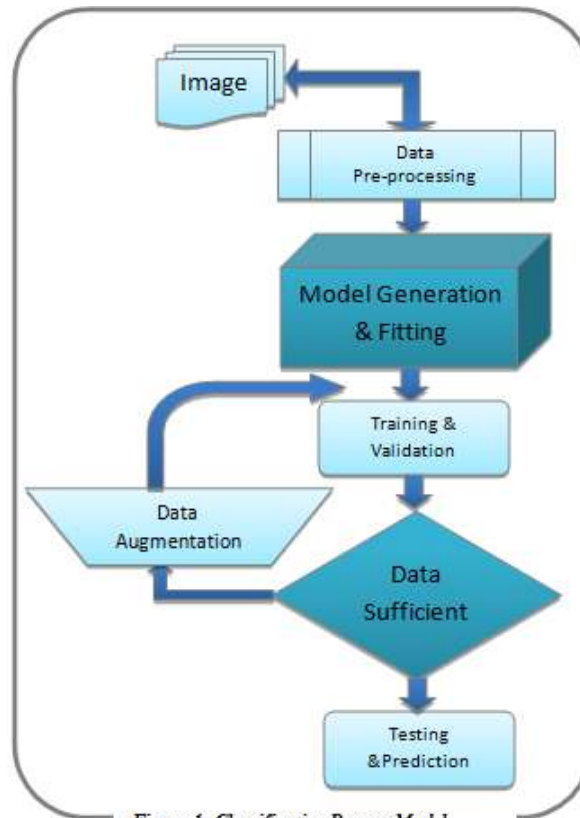 Image
Data
Pre-processing
Model Generation
& Fitting
Training &
Validation
Data
Augmentation
Data
Sufficient
Testing
&Prediction